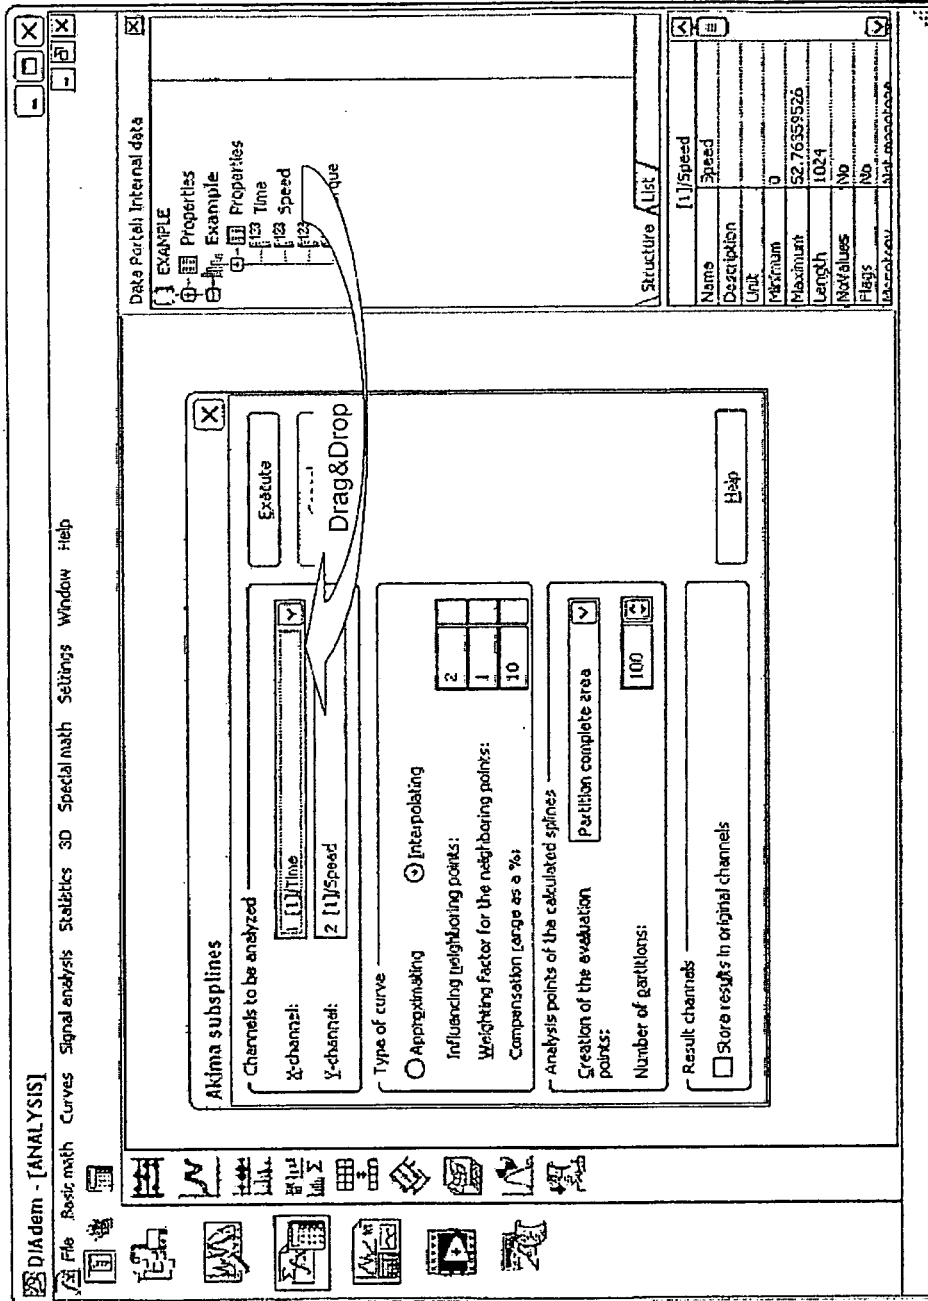 DIAdem - [ANALYSIS]
File Basic math Curves Signal analysis Statistics 3D Special math Settings Window Help
Akima subsplines
Channels to be analyzed
X-channel:
1 [1]/Time
Y-channel:
2 [1]/Speed
Execute
Drag&Drop
Type of curve
Approximating
Interpolating
Influencing neighboring points:
2
Weighting factor for the neighboring points:
1
Compensation range as a %:
10
Analysis points of the calculated splines
Creation of the evaluation
points:
Partition complete area
Number of partitions:
100
Result channels
Store results in original channels
Help
Data Portal: Internal data
EXAMPLE
Properties
Example
Properties
Time
Speed
que
Structure
List
[1]/Speed
Name Speed
Description
Unit
Minimum 0
Maximum 52.76359526
Length 1024
NoValues No
Flags No
Monotony Not monotone